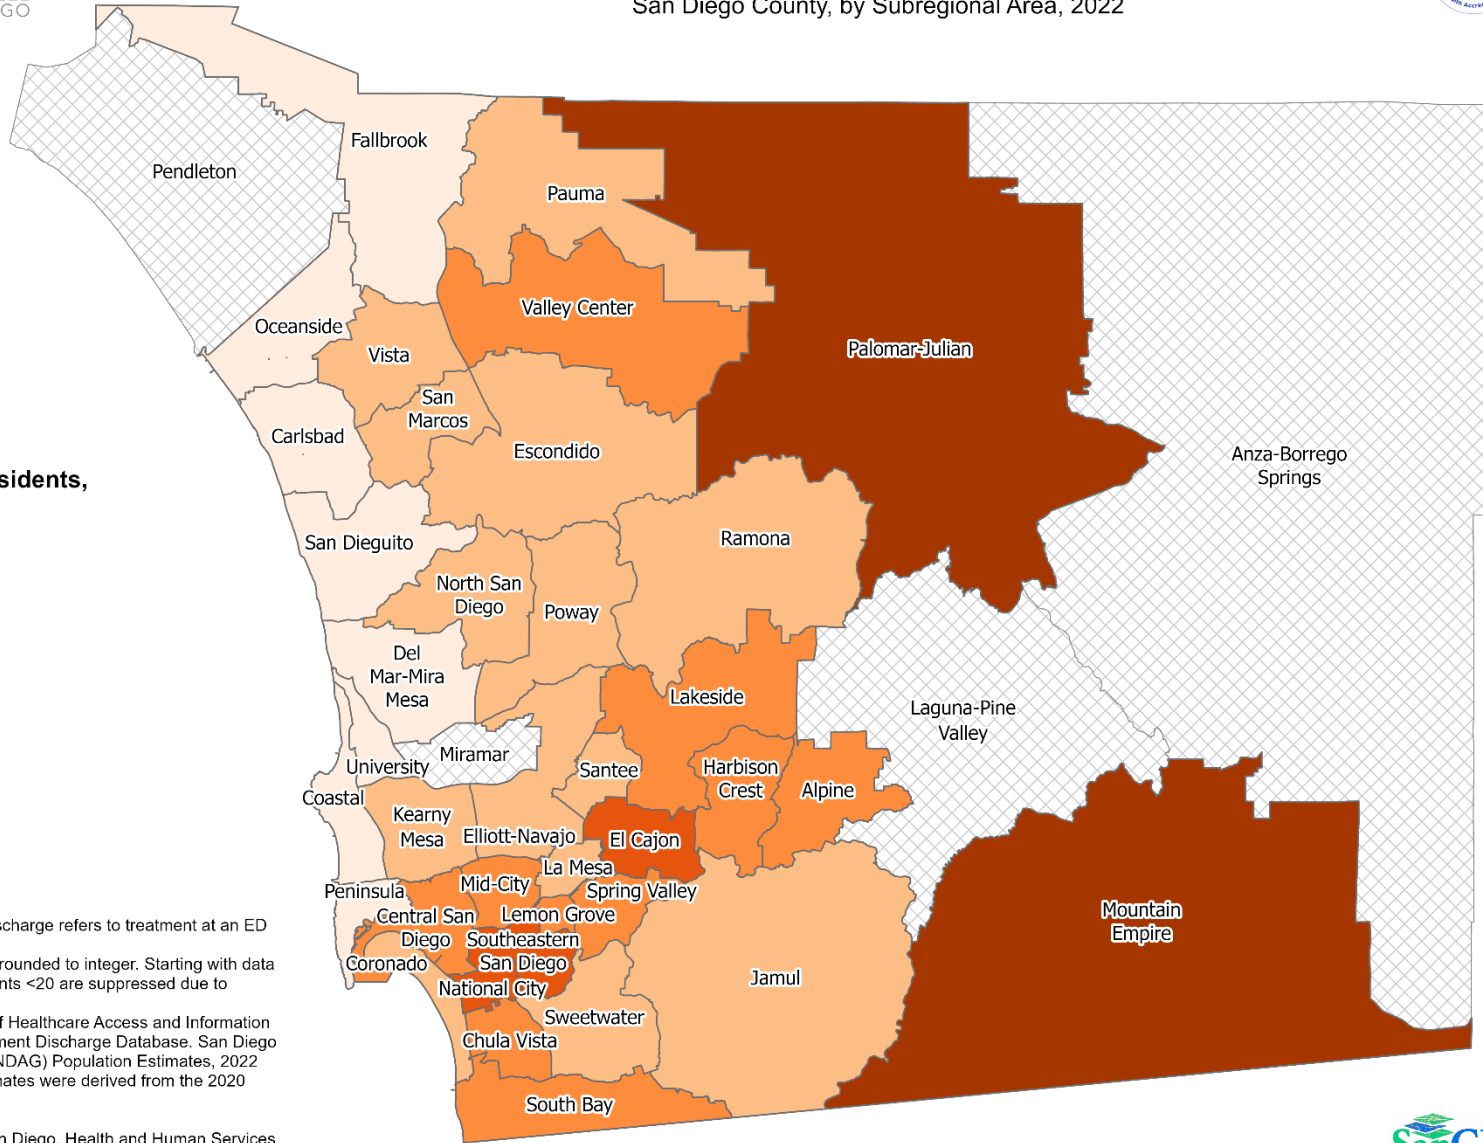 GO
San Diego County, by Subregional Area, 2022
Fallbrook
Pendleton
Pauma
Valley Center
Oceanside
Vista
Palomar-Julian
San
Marcos
Carlsbad
Escondido
Anza-Borrego
Springs
sidents,
San Dieguito
Ramona
North San
Diego
Poway
Del
Mar-Mira
Mesa
Lakeside
Laguna-Pine
Valley
Miramar
University
Santee
Harbison
Crest
Alpine
Coastal
Kearny
Mesa
Elliott-Navajo
El Cajon
La Mesa
Peninsula
Mid-City
Spring Valley
Central San
Diego
Lemon Grove
Southeastern
San Diego
Mountain
Empire
Coronado
National City
Jamul
Sweetwater
Chula Vista
South Bay
scharge refers to treatment at an ED
rounded to integer. Starting with data
nts <20 are suppressed due to
f Healthcare Access and Information
ment Discharge Database. San Diego
NDAG) Population Estimates, 2022
nates were derived from the 2020
n Diego, Health and Human Services